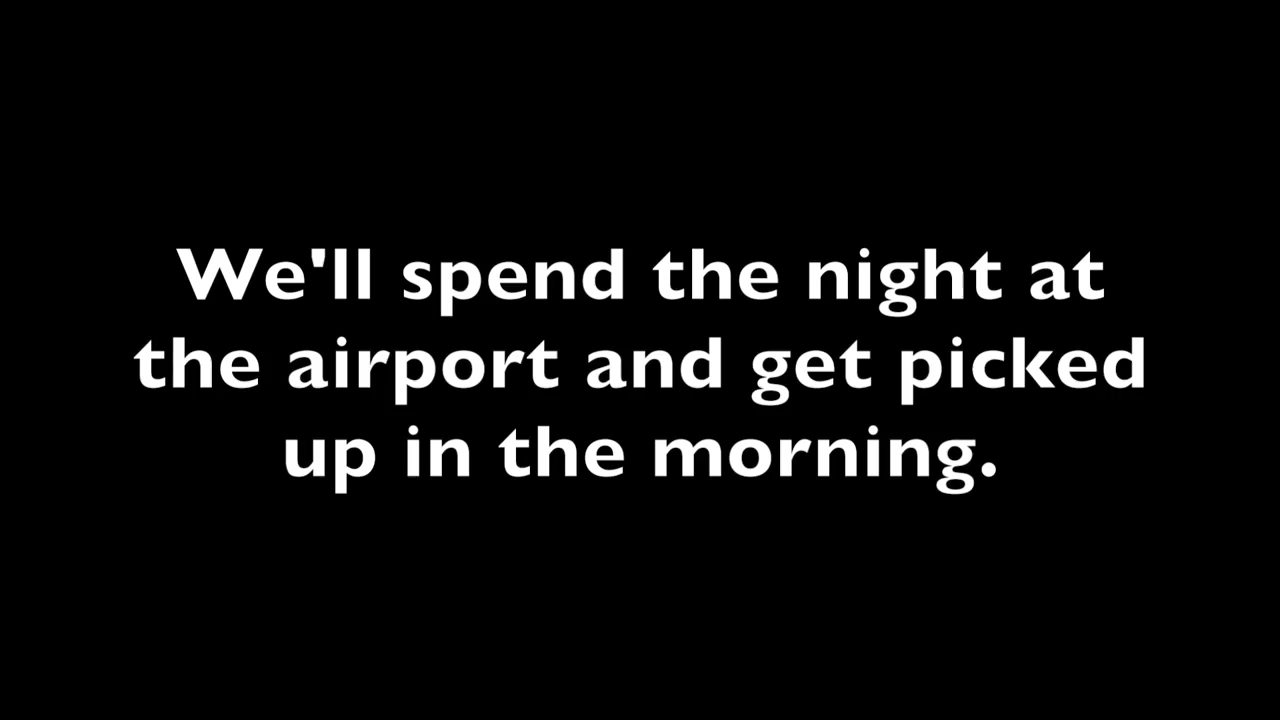 We'll spend the night at
the airport and get picked
up in the morning.